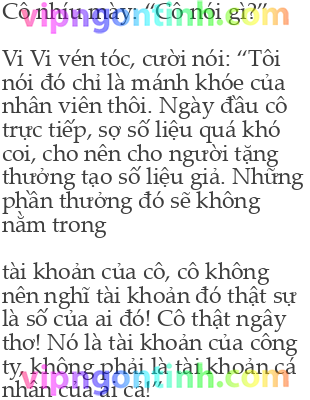 Cô nhíu mày: “Cô nói gì?”
vipngontinh.com
Vi Vi vén tóc, cười nói: “Tôi
nói đó chỉ là mánh khóe của
nhân viên thôi. Ngày đầu cô
trực tiếp, sợ số liệu quá khó
coi, cho nên cho người tặng
thưởng tạo số liệu giả. Những
phần thưởng đó sẽ không
nằm trong
tài khoản của cô, cô không
nên nghĩ tài khoản đó thật sự
là số của ai đó! Cô thật ngây
thơ! Nó là tài khoản của công
ty, không phải là tài khoản cá
nhân của ai cả!”
vipngontinh.com